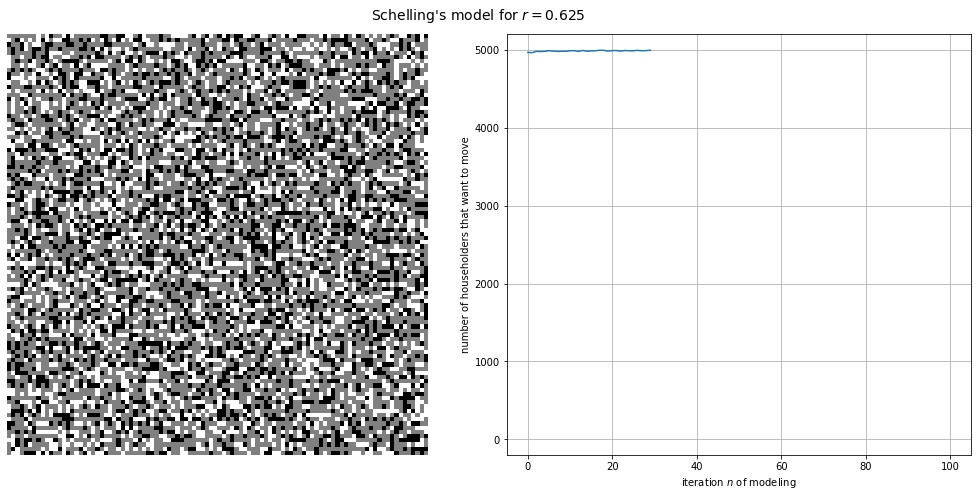 Schelling's model for r = 0.625
number of householders that want to move
5000
4000
3000
2000
1000
0
0 20 40 60 80 100
iteration n of modeling